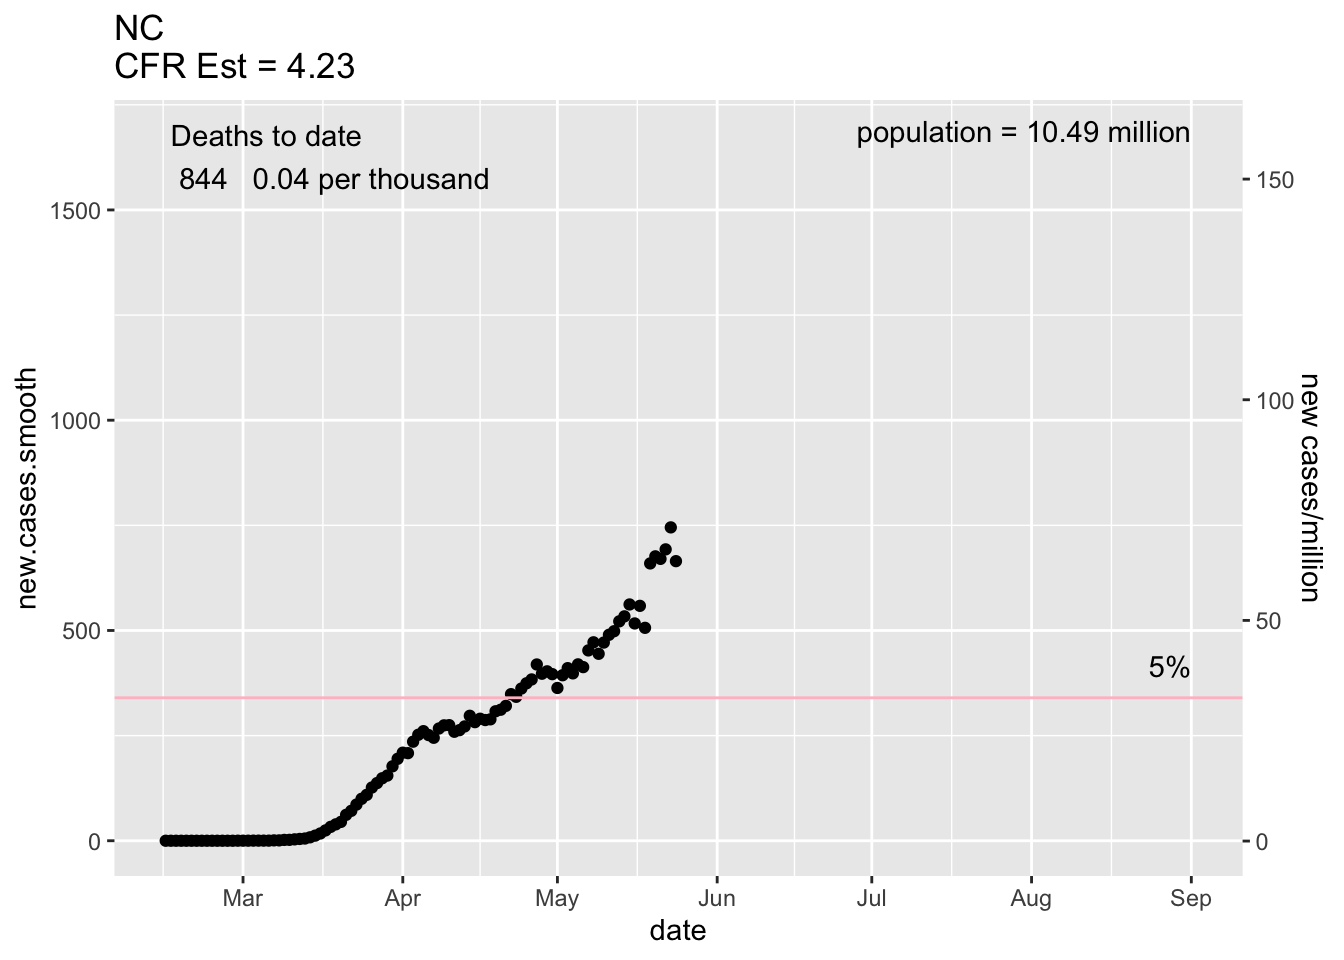 NC
CFR Est = 4.23
Deaths to date
844 0.04 per thousand
population = 10.49 million
1500
1000
500
0
new.cases.smooth
150
100
50
0
new cases/million
5%
Mar Apr May Jun Jul Aug Sep
date